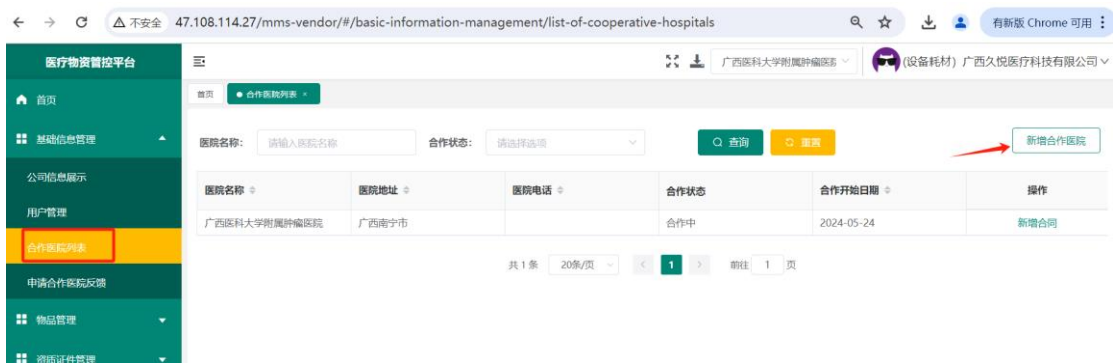 不安全 47.108.114.27/mms-vendor/#/basic-information-management/list-of-cooperative-hospitals 有新版 Chrome 可用
医疗物资管控平台 广西医科大学附属肿瘤医 (设备耗材) 广西久悦医疗科技有限公司
首页
首页 合作医院列表 ×
基础信息管理
医院名称: 请输入医院名称 合作状态: 请选择选项 查询 重置 新增合作医院
公司信息展示
医院名称 医院地址 医院电话 合作状态 合作开始日期 操作
用户管理
广西医科大学附属肿瘤医院 广西南宁市 合作中 2024-05-24 新增合同
合作医院列表
共 1 条 20条/页 < 1 > 前往 1 页
申请合作医院反馈
物品管理
资质证件管理